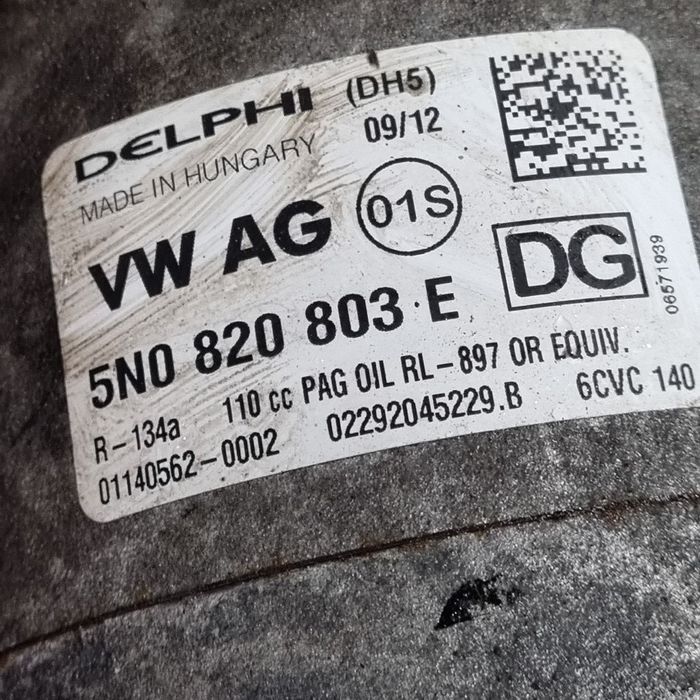 DELPHI (DH5)
MADE IN HUNGARY 09/12
VW AG 01S
DG
5N0 820 803 E
06571939
R-134a 110 cc PAG OIL RL-897 OR EQUIV.
01140562-0002 02292045229.B 6CVC 140